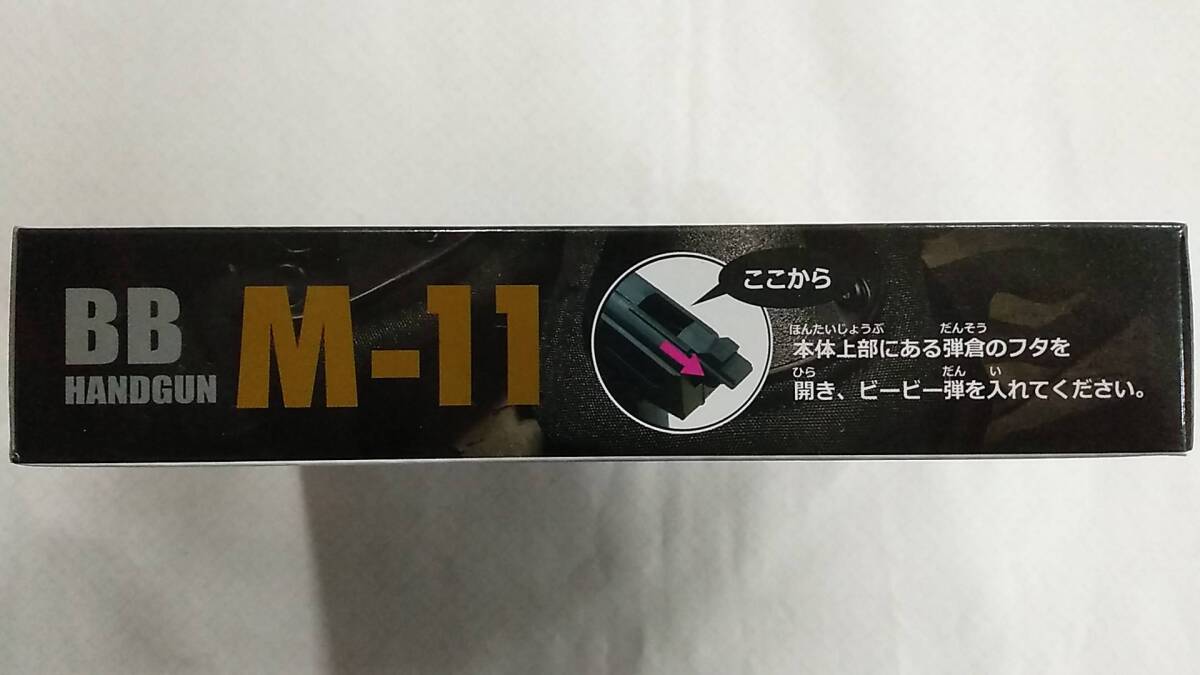 BB
HANDGUN
M-11
ここから
ほんたいじょうぶ だんそう
本体上部にある弾倉のフタを
ひら だん い
開き、ビービー弾を入れてください。